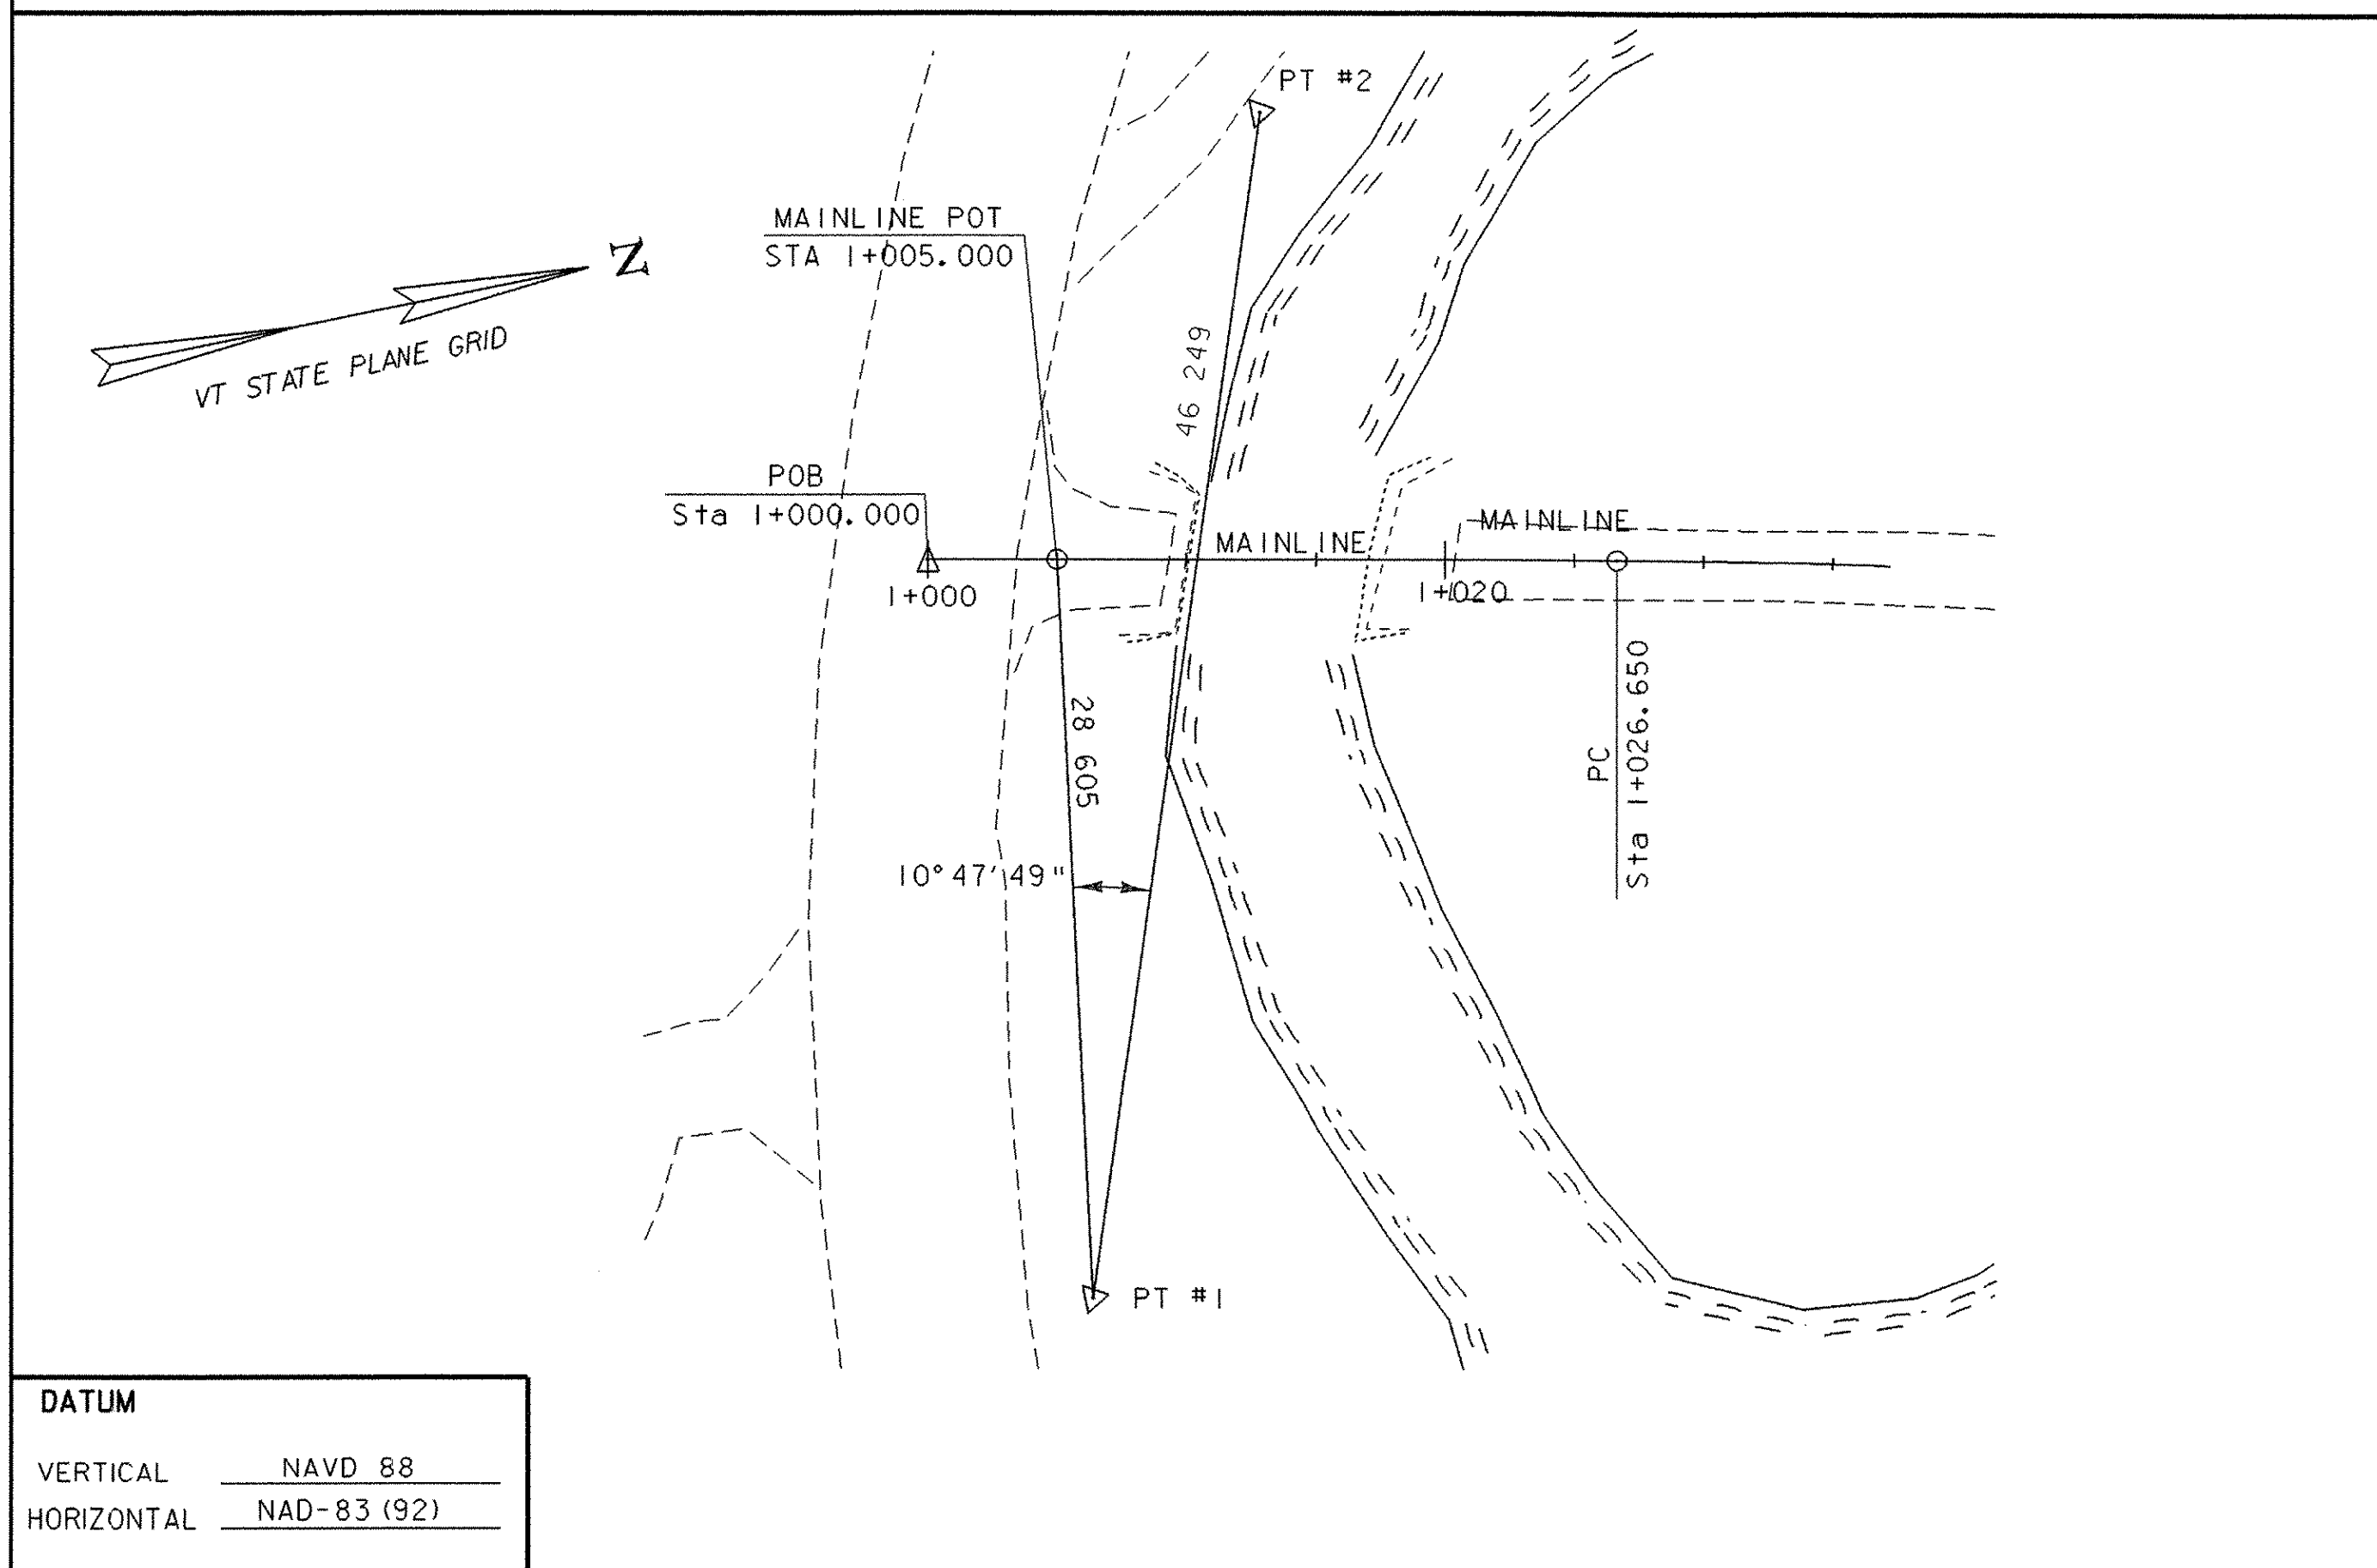 PT #2
MAINLINE POT
STA 1+005.000
N
VT STATE PLANE GRID
46 249
POB
Sta 1+000.000
MAINLINE
MAINLINE
1+000
1+020
28 605
PC
Sta 1+026.650
10°47'49"
PT #1
DATUM
VERTICAL NAVD 88
HORIZONTAL NAD-83 (92)